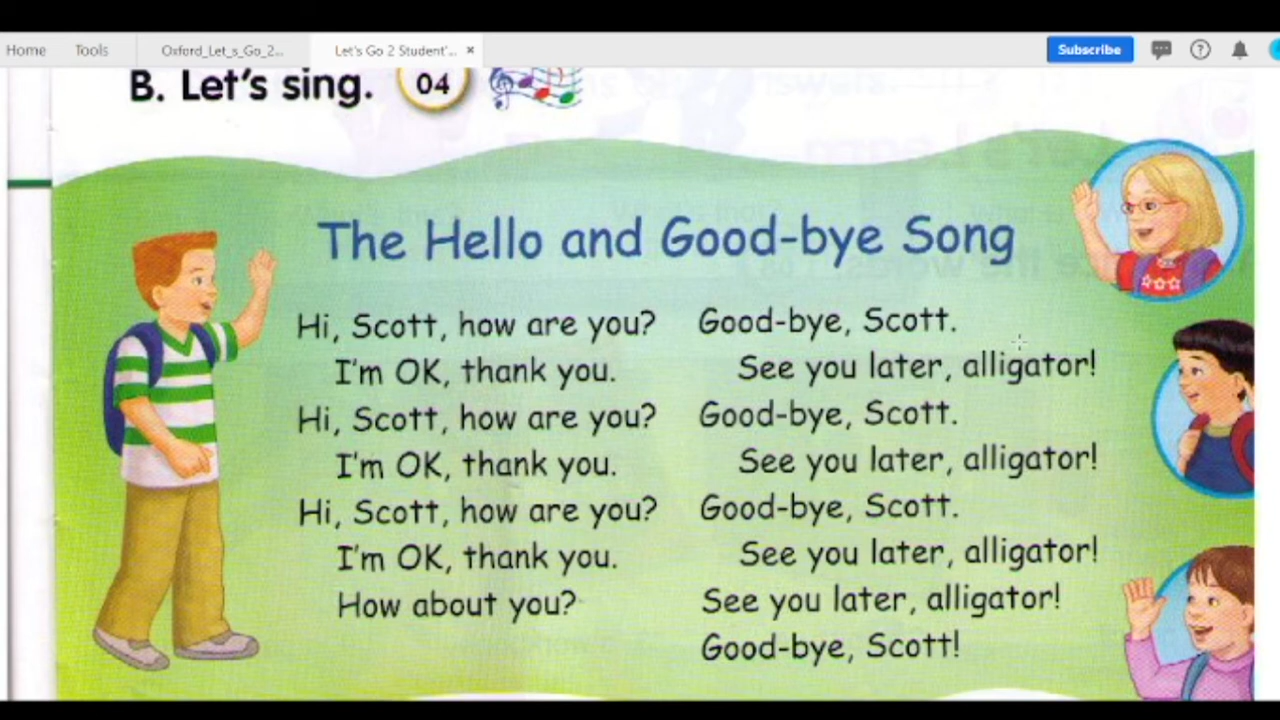 Home Tools Oxford_Let_s_Go_2... Let's Go 2 Student'... × Subscribe
B. Let's sing. 04
The Hello and Good-bye Song
Hi, Scott, how are you?
I'm OK, thank you.
Hi, Scott, how are you?
I'm OK, thank you.
Hi, Scott, how are you?
I'm OK, thank you.
How about you?
Good-bye, Scott.
See you later, alligator!
Good-bye, Scott.
See you later, alligator!
Good-bye, Scott.
See you later, alligator!
See you later, alligator!
Good-bye, Scott!